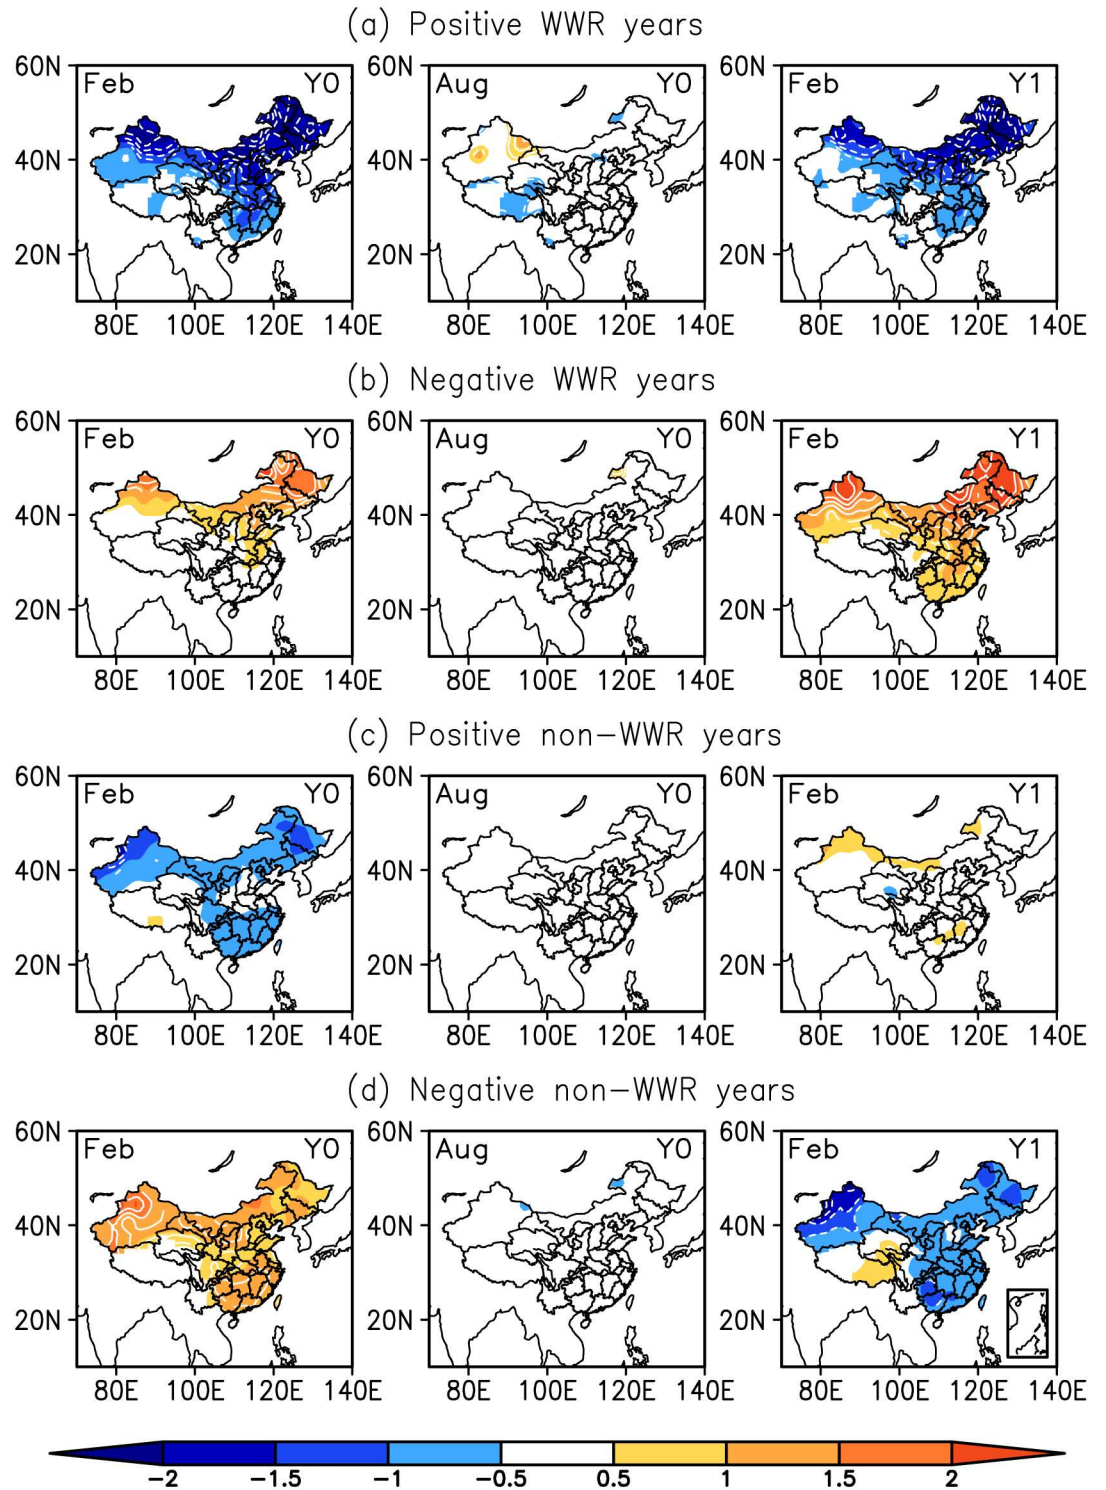 (a) Positive WWR years
60N Feb Y0 60N Aug Y0 60N Feb Y1
40N 40N 40N
20N 20N 20N
80E 100E 120E 140E 80E 100E 120E 140E 80E 100E 120E 140E
(b) Negative WWR years
60N Feb Y0 60N Aug Y0 60N Feb Y1
40N 40N 40N
20N 20N 20N
80E 100E 120E 140E 80E 100E 120E 140E 80E 100E 120E 140E
(c) Positive non-WWR years
60N Feb Y0 60N Aug Y0 60N Feb Y1
40N 40N 40N
20N 20N 20N
80E 100E 120E 140E 80E 100E 120E 140E 80E 100E 120E 140E
(d) Negative non-WWR years
60N Feb Y0 60N Aug Y0 60N Feb Y1
40N 40N 40N
20N 20N 20N
80E 100E 120E 140E 80E 100E 120E 140E 80E 100E 120E 140E
-2 -1.5 -1 -0.5 0.5 1 1.5 2